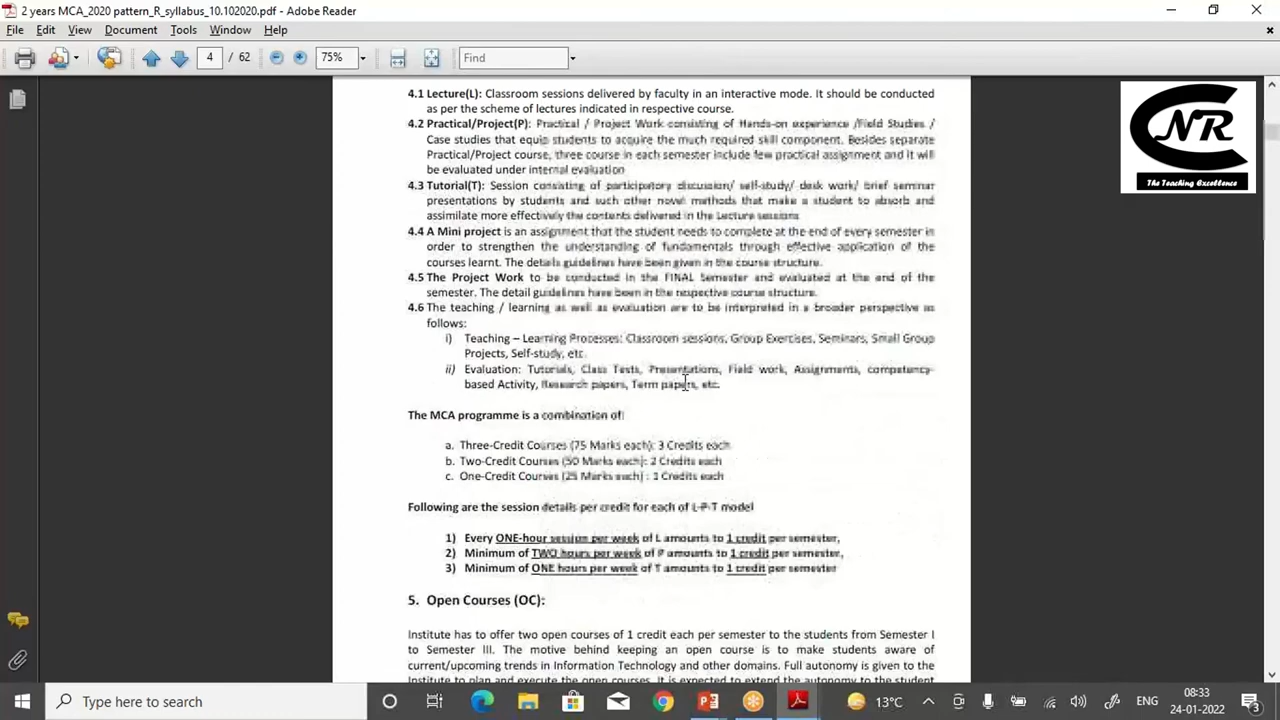 2 years MCA_2020 pattern_R_syllabus_10.102020.pdf - Adobe Reader
File Edit View Document Tools Window Help
4 / 62 75% Find
4.1 Lecture(L): Classroom sessions delivered by faculty in an interactive mode. It should be conducted
as per the scheme of lectures indicated in respective course.
4.2 Practical/Project(P): Practical / Project Work consisting of Hands-on experience /Field Studies /
Case studies that equip students to acquire the much required skill component. Besides separate
Practical/Project course, three course in each semester include few practical assignment and it will
be evaluated under internal evaluation
4.3 Tutorial(T): Session consisting of participatory discussion/ self-study/ desk work/ brief seminar
presentations by students and such other novel methods that make a student to absorb and
assimilate more effectively the contents delivered in the Lecture sessions
4.4 A Mini project is an assignment that the student needs to complete at the end of every semester in
order to strengthen the understanding of fundamentals through effective application of the
courses learnt. The details guidelines have been given in the course structure.
4.5 The Project Work to be conducted in the FINAL Semester and evaluated at the end of the
semester. The detail guidelines have been in the respective course structure.
4.6 The teaching / learning as well as evaluation are to be interpreted in a broader perspective as
follows:
i) Teaching – Learning Processes: Classroom sessions, Group Exercises, Seminars, Small Group
Projects, Self-study, etc.
ii) Evaluation: Tutorials, Class Tests, Presentations, Field work, Assignments, competency-
based Activity, Research papers, Term papers, etc.
The MCA programme is a combination of:
a. Three-Credit Courses (75 Marks each): 3 Credits each
b. Two-Credit Courses (50 Marks each): 2 Credits each
c. One-Credit Courses (25 Marks each) : 1 Credits each
Following are the session details per credit for each of L-P-T model
1) Every ONE-hour session per week of L amounts to 1 credit per semester,
2) Minimum of TWO hours per week of P amounts to 1 credit per semester,
3) Minimum of ONE hours per week of T amounts to 1 credit per semester
5. Open Courses (OC):
Institute has to offer two open courses of 1 credit each per semester to the students from Semester I
to Semester III. The motive behind keeping an open course is to make students aware of
current/upcoming trends in Information Technology and other domains. Full autonomy is given to the
Institute to plan and execute the open courses. It is expected to extend the autonomy to the student
CNR
The Teaching Excellence
Type here to search
13°C ENG 08:33
24-01-2022
3